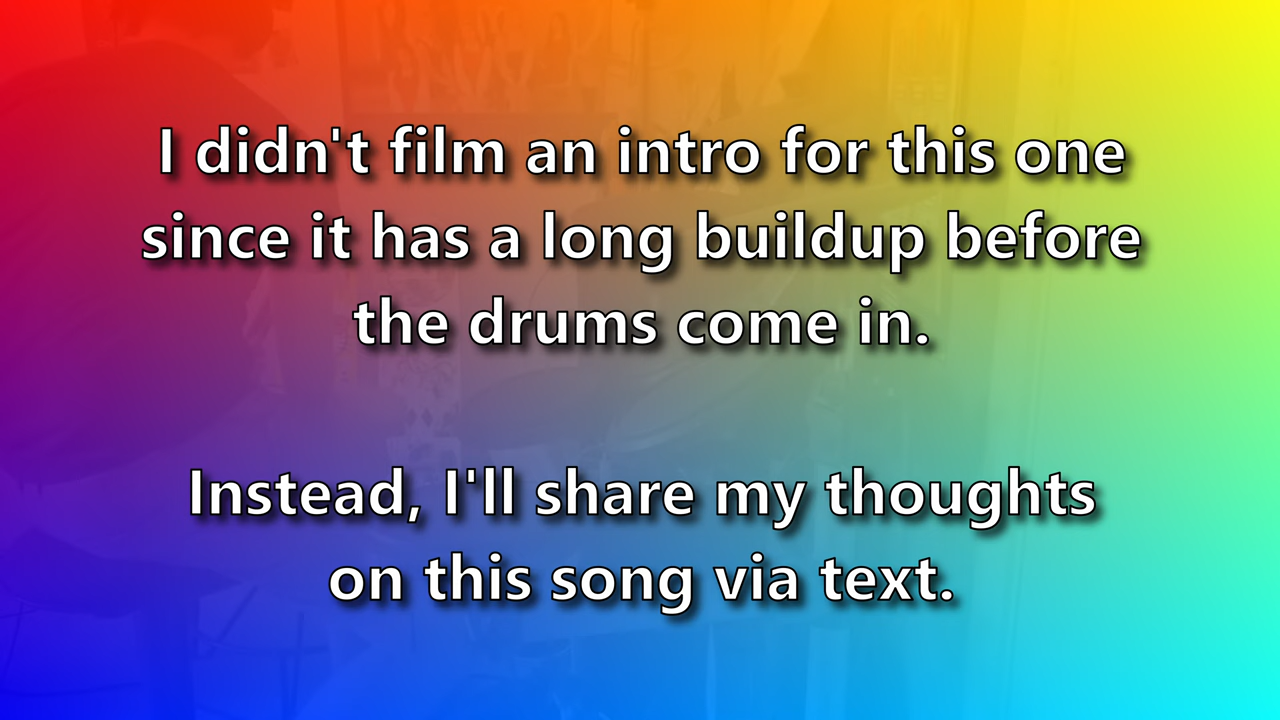 I didn't film an intro for this one
since it has a long buildup before
the drums come in.
Instead, I'll share my thoughts
on this song via text.